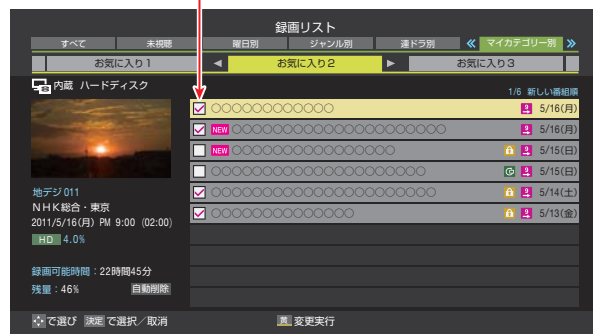 録画リスト
すべて 未視聴 曜日別 ジャンル別 連ドラ別 マイカテゴリー別
お気に入り1 お気に入り2 お気に入り3
内蔵 ハードディスク
1/6 新しい番組順
○○○○○○○○○○○○ 5/16(月)
NEW ○○○○○○○○○○○○○○○○○○○○ 5/16(月)
NEW ○○○○○○○○○○○○○○○ 5/15(日)
○○○○○○○○○○○○○○○○○○○○ 5/15(日)
○○○○○○○○○○○○○○○○○○○○○ 5/14(土)
○○○○○○○○○○○○○ 5/13(金)
地デジ 011
NHK総合・東京
2011/5/16(月) PM 9:00 (02:00)
HD 4.0%
録画可能時間：22時間45分
残量：46% 自動削除
で選び 決定 で選択／取消 黄 変更実行